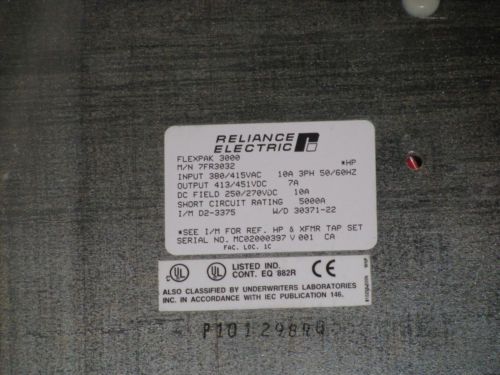 RELIANCE
ELECTRIC
FLEXPAK 3000 *HP
M/N 7FR3032
INPUT 380/415VAC 10A 3PH 50/60HZ
OUTPUT 413/451VDC 7A
DC FIELD 250/270VDC 10A
SHORT CIRCUIT RATING 5000A
I/M D2-3375 W/D 30371-22
*SEE I/M FOR REF. HP & XFMR TAP SET
SERIAL NO. MC02000397 V 001 CA
FAC. LOC. 1C
UL UL LISTED IND. CE
CONT. EQ 882R
ALSO CLASSIFIED BY UNDERWRITERS LABORATORIES
INC. IN ACCORDANCE WITH IEC PUBLICATION 146.